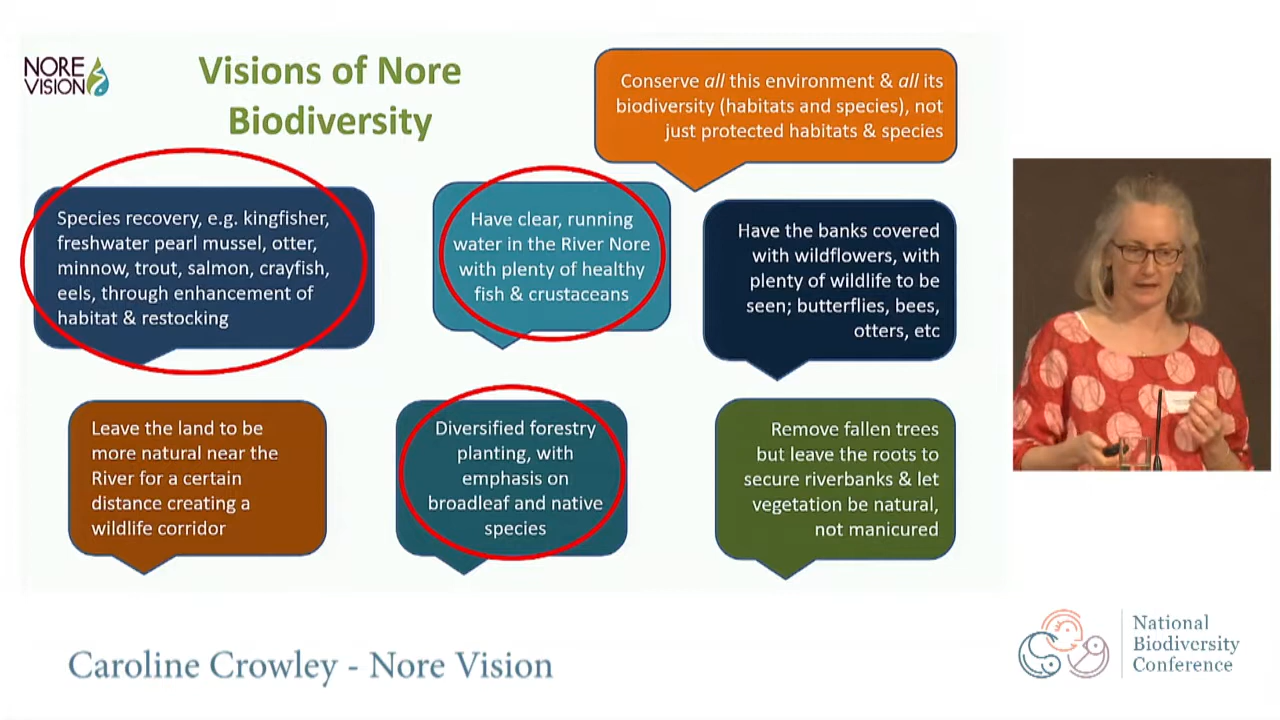 NORE
VISION
Visions of Nore
Biodiversity
Conserve all this environment & all its
biodiversity (habitats and species), not
just protected habitats & species
Species recovery, e.g. kingfisher,
freshwater pearl mussel, otter,
minnow, trout, salmon, crayfish,
eels, through enhancement of
habitat & restocking
Have clear, running
water in the River Nore
with plenty of healthy
fish & crustaceans
Have the banks covered
with wildflowers, with
plenty of wildlife to be
seen; butterflies, bees,
otters, etc
Leave the land to be
more natural near the
River for a certain
distance creating a
wildlife corridor
Diversified forestry
planting, with
emphasis on
broadleaf and native
species
Remove fallen trees
but leave the roots to
secure riverbanks & let
vegetation be natural,
not manicured
Caroline Crowley - Nore Vision
National
Biodiversity
Conference